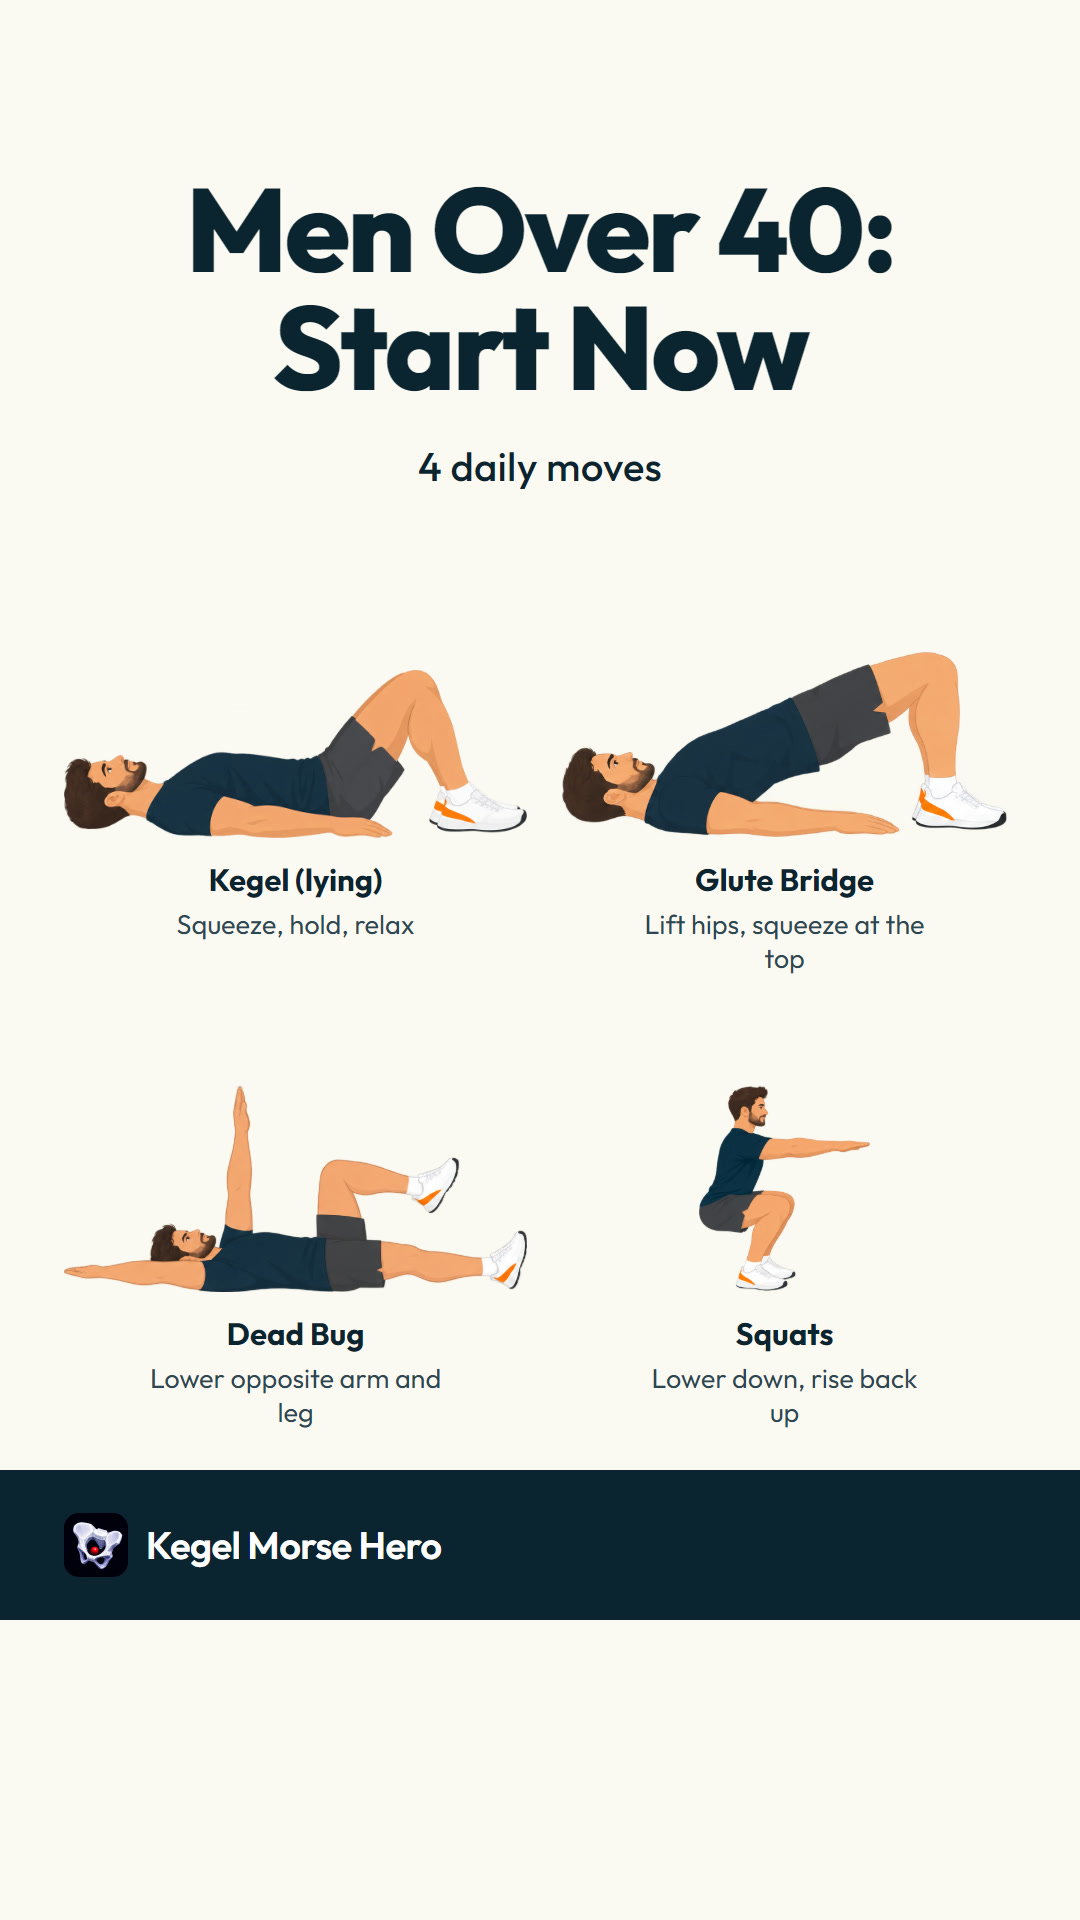 Men Over 40:
Start Now
4 daily moves
Kegel (lying)
Squeeze, hold, relax
Glute Bridge
Lift hips, squeeze at the
top
Dead Bug
Lower opposite arm and
leg
Squats
Lower down, rise back
up
Kegel Morse Hero